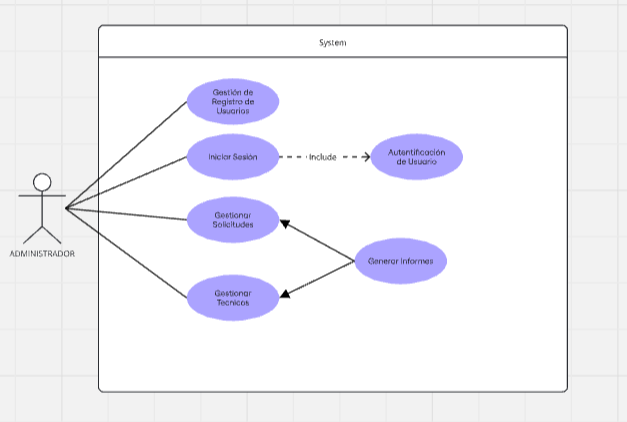 System
Gestión de
Registro de
Usuarios
Iniciar Sesión
Include
Autentificación
de Usuario
Gestionar
Solicitudes
ADMINISTRADOR
Generar Informes
Gestionar
Tecnicos